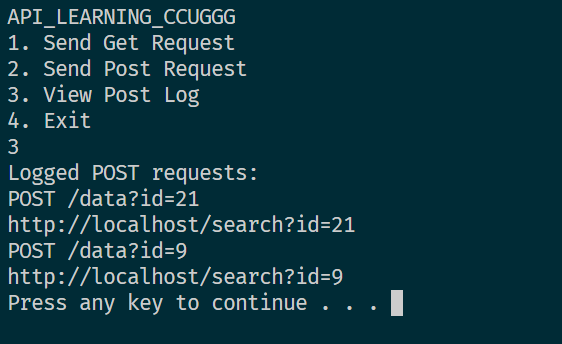 API_LEARNING_CCUGGG
1. Send Get Request
2. Send Post Request
3. View Post Log
4. Exit
3
Logged POST requests:
POST /data?id=21
http://localhost/search?id=21
POST /data?id=9
http://localhost/search?id=9
Press any key to continue . . .